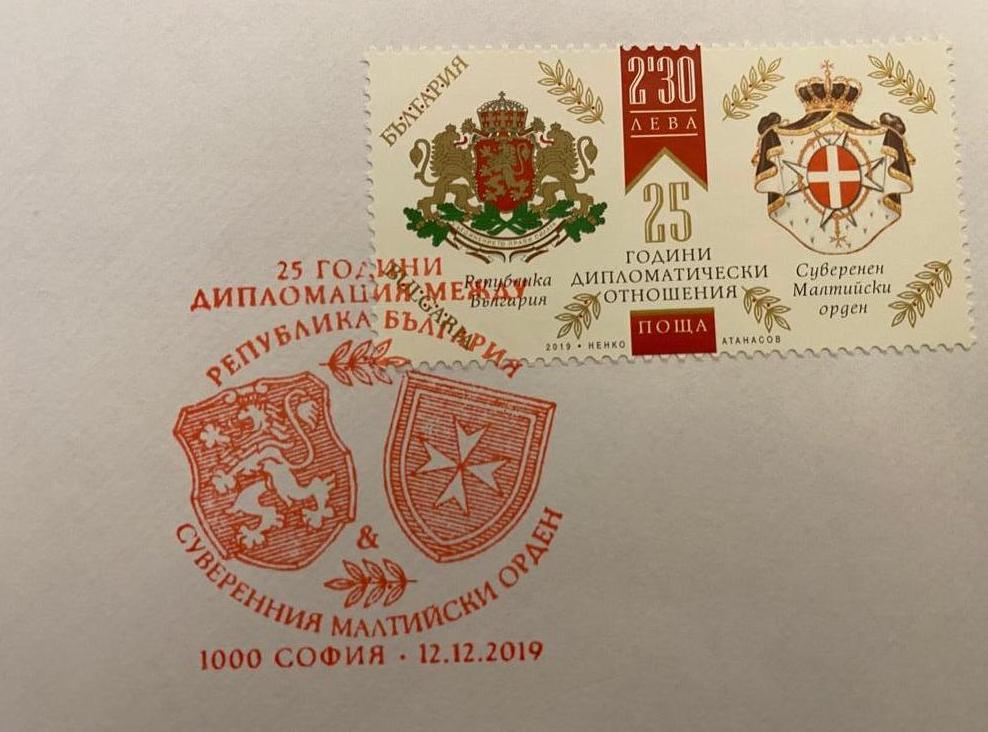 БЪЛГАРИЯ
2'30
ЛЕВА
25
ГОДИНИ
ДИПЛОМАТИЧЕСКИ
ОТНОШЕНИЯ
Република
България
Суверенен
Малтийски
орден
BULGARIA
ПОЩА
2019 • НЕНКО АТАНАСОВ
25 ГОДИНИ
ДИПЛОМАЦИЯ МЕЖДУ
РЕПУБЛИКА БЪЛГАРИЯ
&
СУВЕРЕННИЯ МАЛТИЙСКИ ОРДЕН
1000 СОФИЯ · 12.12.2019